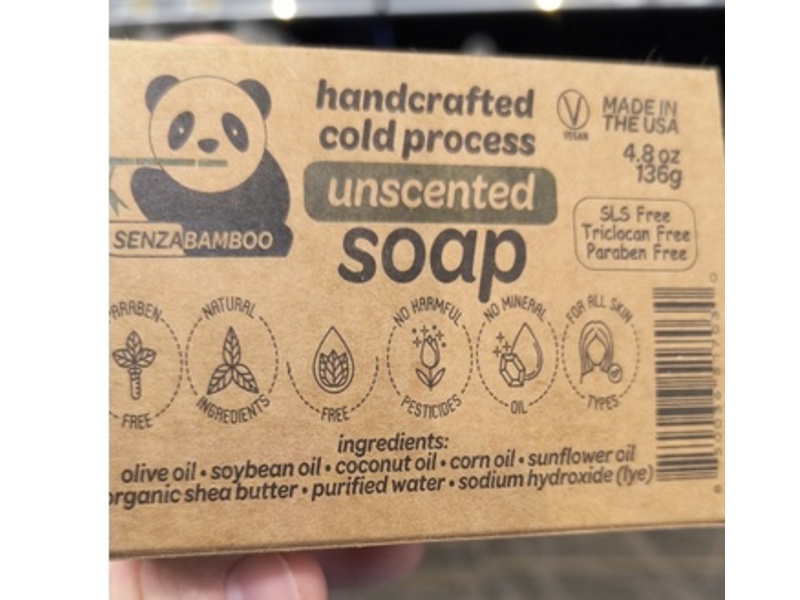 handcrafted
cold process
unscented
soap
VEGAN
MADE IN
THE USA
4.8 oz
136g
SLS Free
Triclocan Free
Paraben Free
SENZABAMBOO
FREE
NATURAL
INGREDIENTS
FREE
NO HARMFUL
PESTICIDES
NO MINERAL
OIL
FOR ALL SKIN
TYPES
ingredients:
olive oil • soybean oil • coconut oil • corn oil • sunflower oil
organic shea butter • purified water • sodium hydroxide (lye)